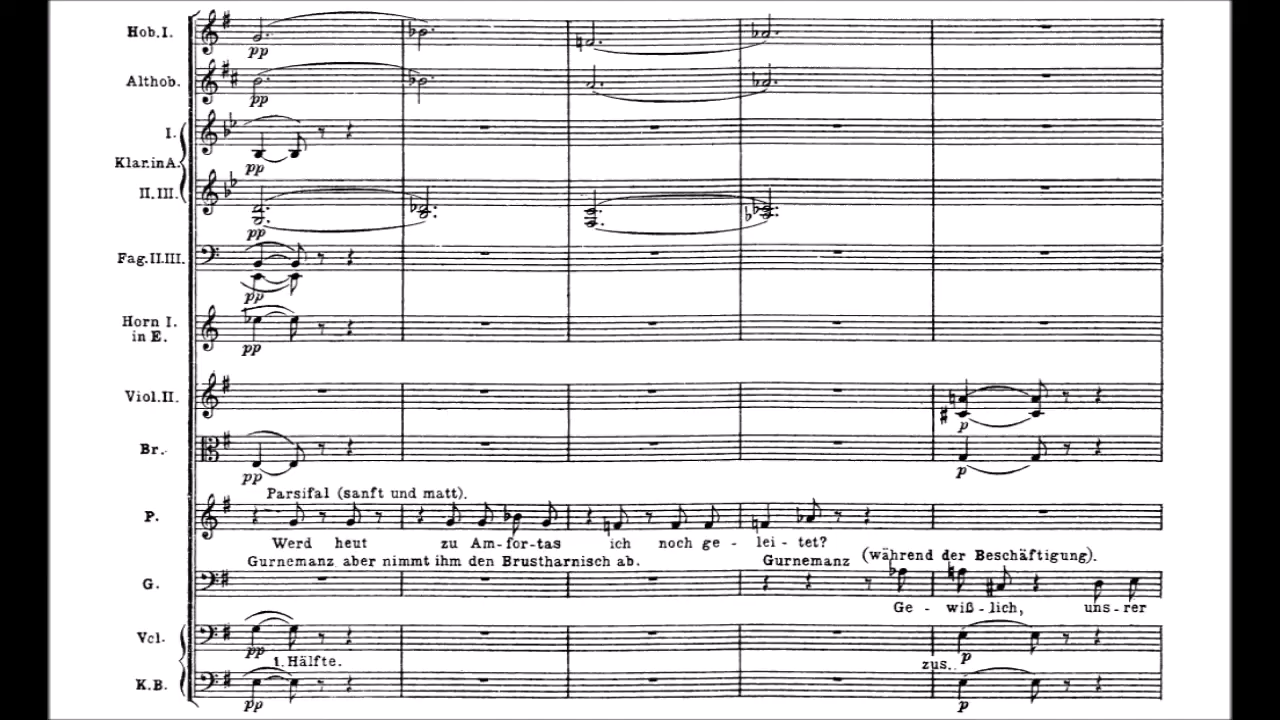 Hob.I.
pp
Althob.
pp
I.
Klar.in A.
pp
II.III.
pp
Fag.II.III.
pp
Horn I.
in E.
pp
Viol.II.
p
Br.
pp
p
Parsifal (sanft und matt).
P.
Werd heut zu Am-for-tas ich noch ge - lei - tet?
Gurnemanz aber nimmt ihm den Brustharnisch ab. Gurnemanz (während der Beschäftigung).
G.
Ge - wiß - lich, uns - rer
Vcl.
pp
p
1. Hälfte. zus.
K.B.
pp
p